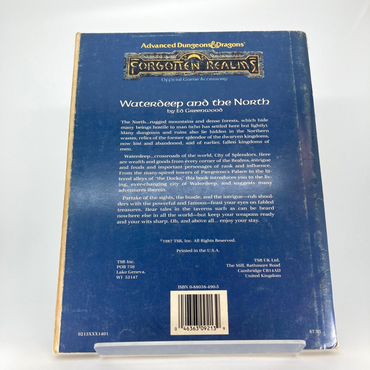 Advanced Dungeons & Dragons
FORGOTTEN REALMS
Official Game Accessory
Waterdeep and the North
by Ed Greenwood
The North...rugged mountains and dense forests, which hide
many beings hostile to man (who has settled here but lightly).
Many dungeons and ruins also lie hidden in the Northern
wastes, relics of the former splendor of the dwarven kingdoms,
now lost and abandoned, and of earlier, fallen kingdoms of
men.
Waterdeep...crossroads of the world, City of Splendors. Here
are wealth and goods from every corner of the Realms, intrigue
and feuds and important personages of rank and influence.
From the many-spired towers of Piergeiron's Palace to the lit-
tered alleys of "the Docks," this book introduces you to the liv-
ing, ever-changing city of Waterdeep, and suggests many
adventures therein.
Partake of the sights, the bustle, and the intrigue—rub shoul-
ders with the powerful and famous—feast your eyes on fabled
treasures. Hear tales in the taverns such as can be heard
nowhere else in all the world—but keep your weapons ready
and your wits sharp. Oh, and above all...enjoy your stay.
©1987 TSR, Inc. All Rights Reserved.
Printed in the U.S.A.
TSR Inc.
POB 756
Lake Geneva,
WI 53147
TSR UK Ltd.
The Mill, Rathmore Road
Cambridge CB14AD
United Kingdom
ISBN 0-88038-490-5
0 46363 09213
9213XXX1401